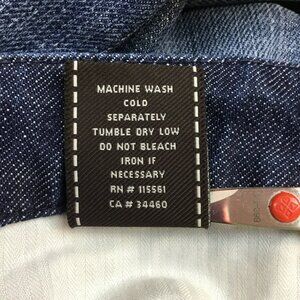 MACHINE WASH
COLD
SEPARATELY
TUMBLE DRY LOW
DO NOT BLEACH
IRON IF
NECESSARY
RN # 115561
CA # 34460